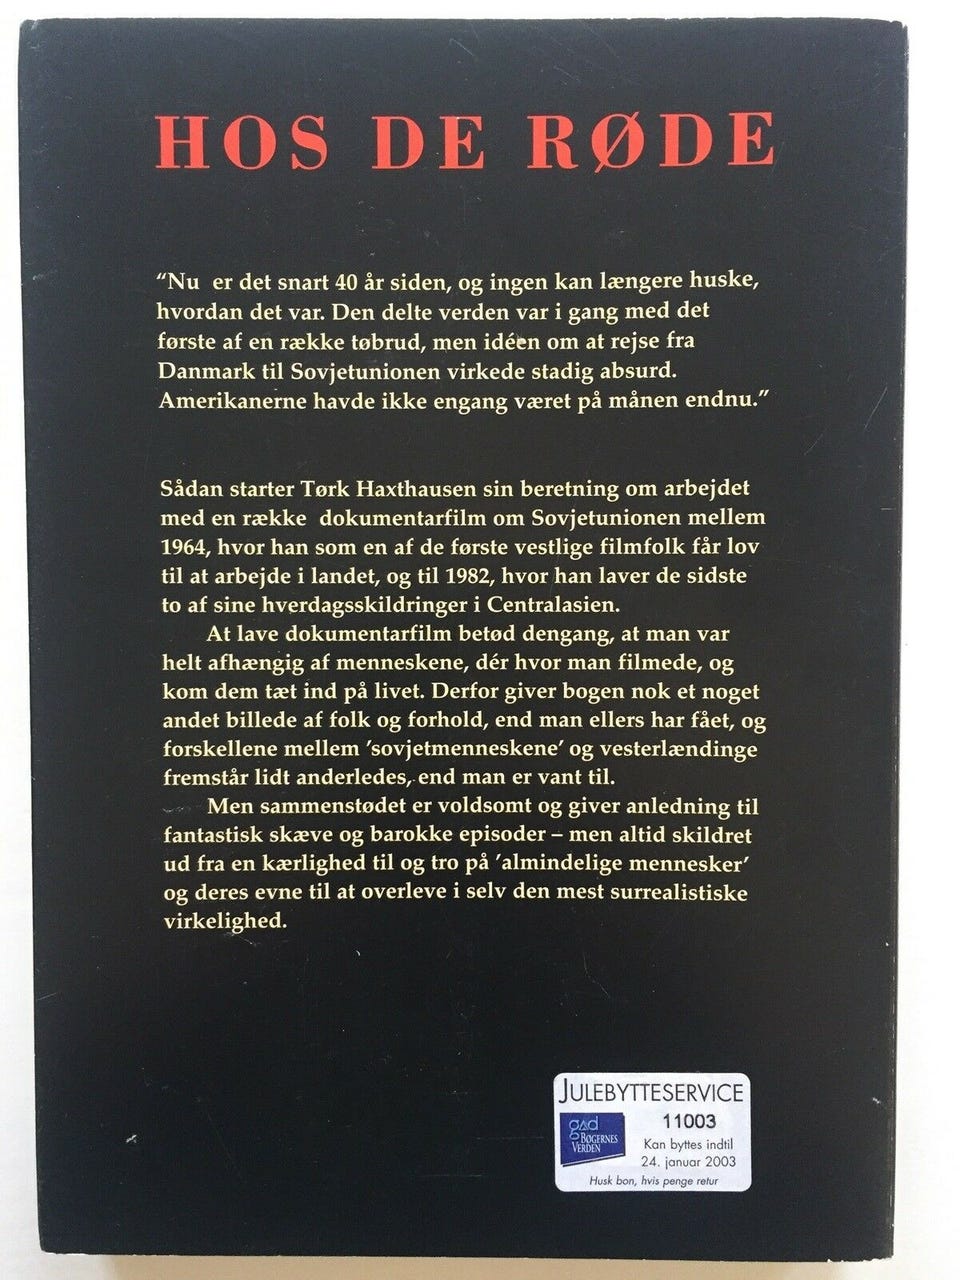 HOS DE RØDE
“Nu er det snart 40 år siden, og ingen kan længere huske,
hvordan det var. Den delte verden var i gang med det
første af en række tøbrud, men idéen om at rejse fra
Danmark til Sovjetunionen virkede stadig absurd.
Amerikanerne havde ikke engang været på månen endnu.”
Sådan starter Tørk Haxthausen sin beretning om arbejdet
med en række dokumentarfilm om Sovjetunionen mellem
1964, hvor han som en af de første vestlige filmfolk får lov
til at arbejde i landet, og til 1982, hvor han laver de sidste
to af sine hverdagsskildringer i Centralasien.
At lave dokumentarfilm betød dengang, at man var
helt afhængig af menneskene, dér hvor man filmede, og
kom dem tæt ind på livet. Derfor giver bogen nok et noget
andet billede af folk og forhold, end man ellers har fået, og
forskellene mellem ’sovjetmenneskene’ og vesterlændinge
fremstår lidt anderledes, end man er vant til.
Men sammenstødet er voldsomt og giver anledning til
fantastisk skæve og barokke episoder – men altid skildret
ud fra en kærlighed til og tro på ’almindelige mennesker’
og deres evne til at overleve i selv den mest surrealistiske
virkelighed.
JULEBYTTESERVICE
11003
gad
BØGERNES
VERDEN
Kan byttes indtil
24. januar 2003
Husk bon, hvis penge retur